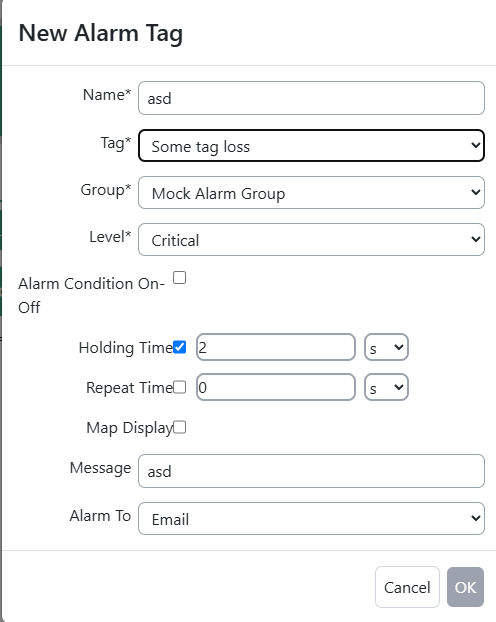 New Alarm Tag
Name* asd
Tag* Some tag loss
Group* Mock Alarm Group
Level* Critical
Alarm Condition On-
Off
Holding Time 2 s
Repeat Time 0 s
Map Display
Message asd
Alarm To Email
Cancel OK